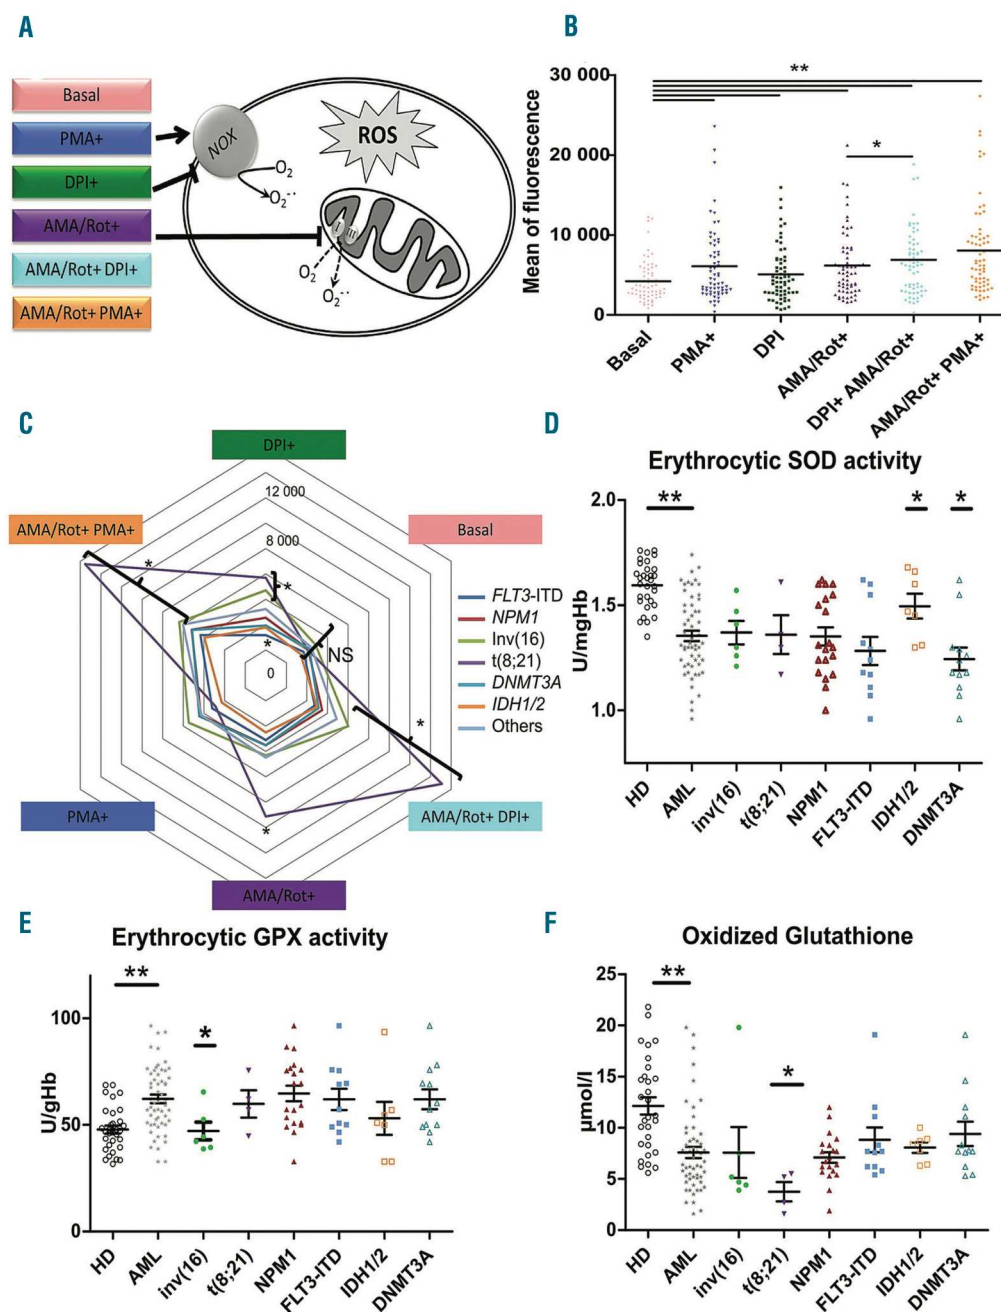 A
Basal
PMA+
DPI+
AMA/Rot+
AMA/Rot+ DPI+
AMA/Rot+ PMA+
NOX
ROS
O2
O2-·
I
III
O2
O2-·
B
**
*
30 000
20 000
10 000
0
Mean of fluorescence
Basal
PMA+
DPI
AMA/Rot+
DPI+ AMA/Rot+
AMA/Rot+ PMA+
C
DPI+
12 000
AMA/Rot+ PMA+
Basal
8 000
*
*
*
NS
0
*
*
FLT3-ITD
NPM1
Inv(16)
t(8;21)
DNMT3A
IDH1/2
Others
PMA+
AMA/Rot+ DPI+
AMA/Rot+
D
Erythrocytic SOD activity
**
*
*
2.0
1.5
1.0
U/mgHb
HD
AML
inv(16)
t(8;21)
NPM1
FLT3-ITD
IDH1/2
DNMT3A
E
Erythrocytic GPX activity
**
*
100
50
0
U/gHb
HD
AML
inv(16)
t(8;21)
NPM1
FLT3-ITD
IDH1/2
DNMT3A
F
Oxidized Glutathione
**
*
25
20
15
10
5
0
µmol/l
HD
AML
inv(16)
t(8;21)
NPM1
FLT3-ITD
IDH1/2
DNMT3A